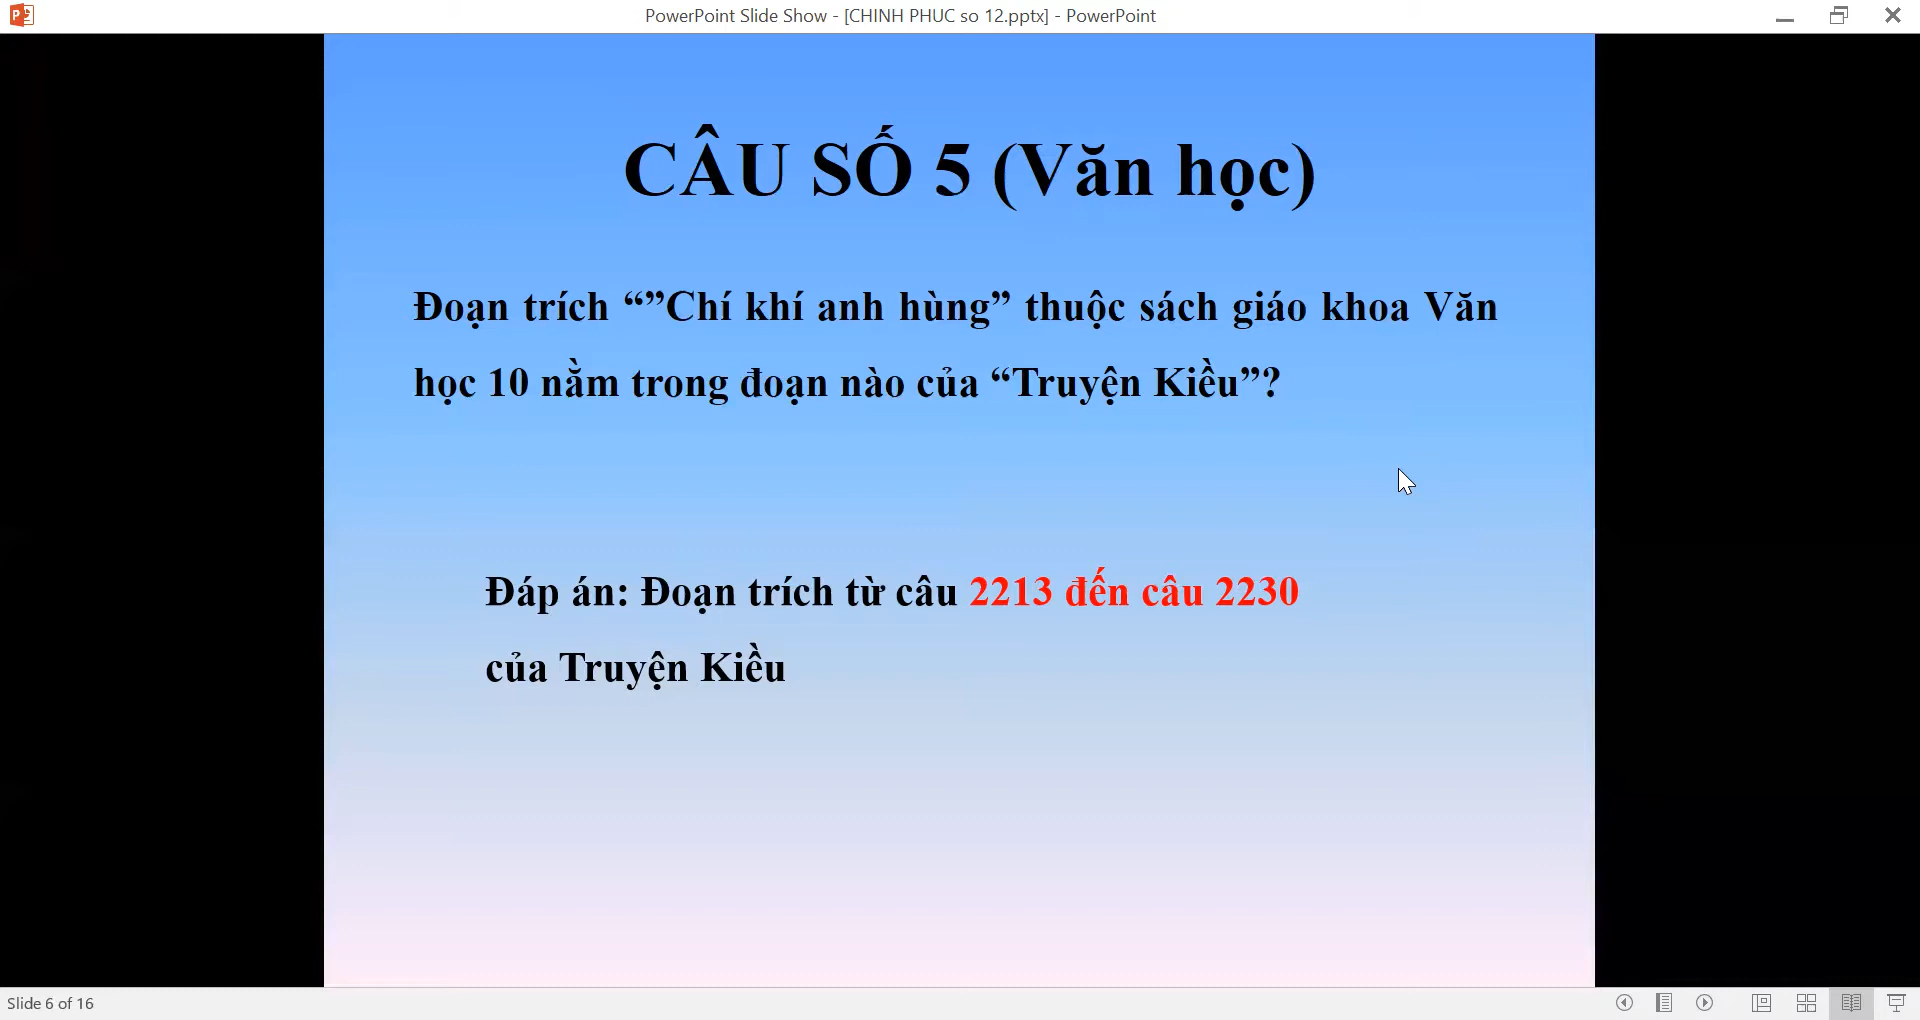 PowerPoint Slide Show - [CHINH PHUC so 12.pptx] - PowerPoint
CÂU SỐ 5 (Văn học)
Đoạn trích “”Chí khí anh hùng” thuộc sách giáo khoa Văn
học 10 nằm trong đoạn nào của “Truyện Kiều”?
Đáp án: Đoạn trích từ câu 2213 đến câu 2230
của Truyện Kiều
Slide 6 of 16